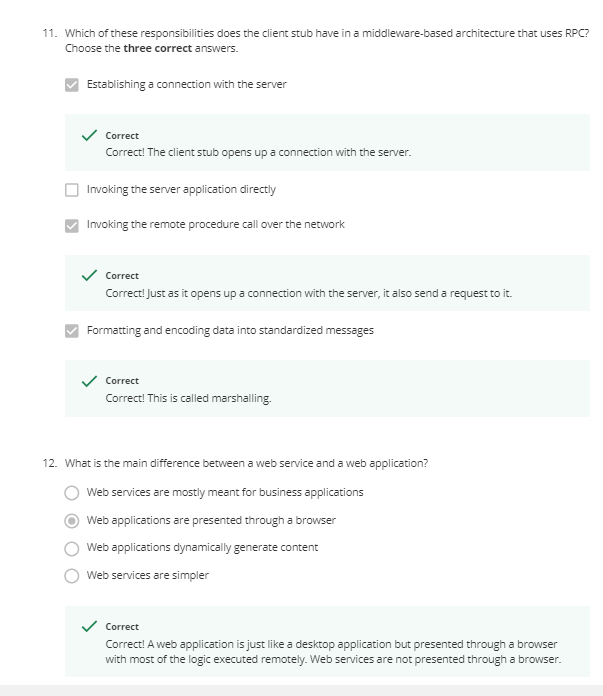 11. Which of these responsibilities does the client stub have in a middleware-based architecture that uses RPC?
Choose the three correct answers.
Establishing a connection with the server
Correct
Correct! The client stub opens up a connection with the server.
Invoking the server application directly
Invoking the remote procedure call over the network
Correct
Correct! Just as it opens up a connection with the server, it also send a request to it.
Formatting and encoding data into standardized messages
Correct
Correct! This is called marshalling.
12. What is the main difference between a web service and a web application?
Web services are mostly meant for business applications
Web applications are presented through a browser
Web applications dynamically generate content
Web services are simpler
Correct
Correct! A web application is just like a desktop application but presented through a browser
with most of the logic executed remotely. Web services are not presented through a browser.